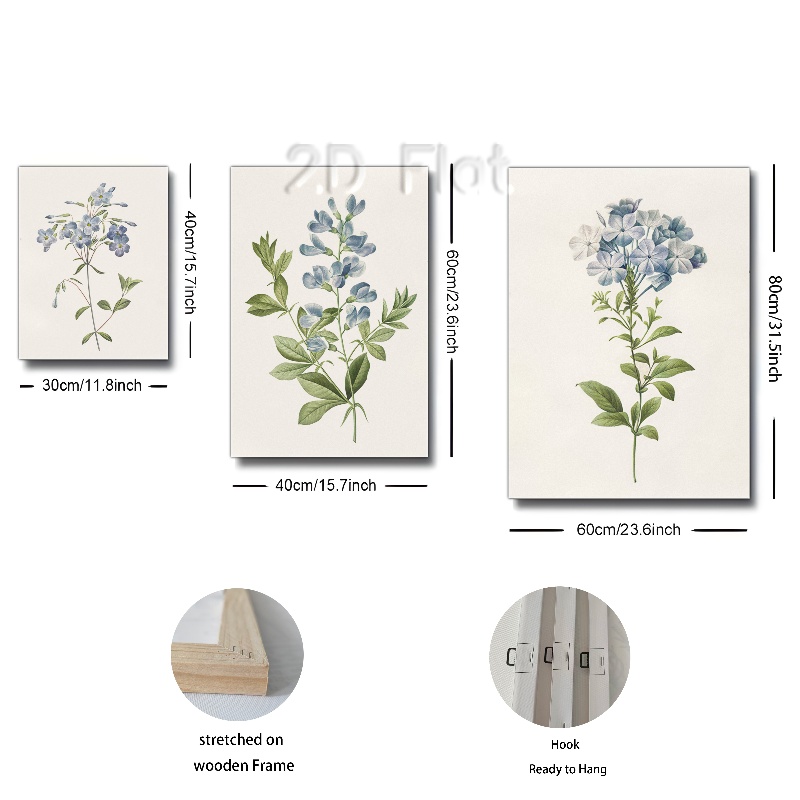 2D Flat
40cm/15.7inch
30cm/11.8inch
60cm/23.6inch
40cm/15.7inch
80cm/31.5inch
60cm/23.6inch
stretched on
wooden Frame
Hook
Ready to Hang